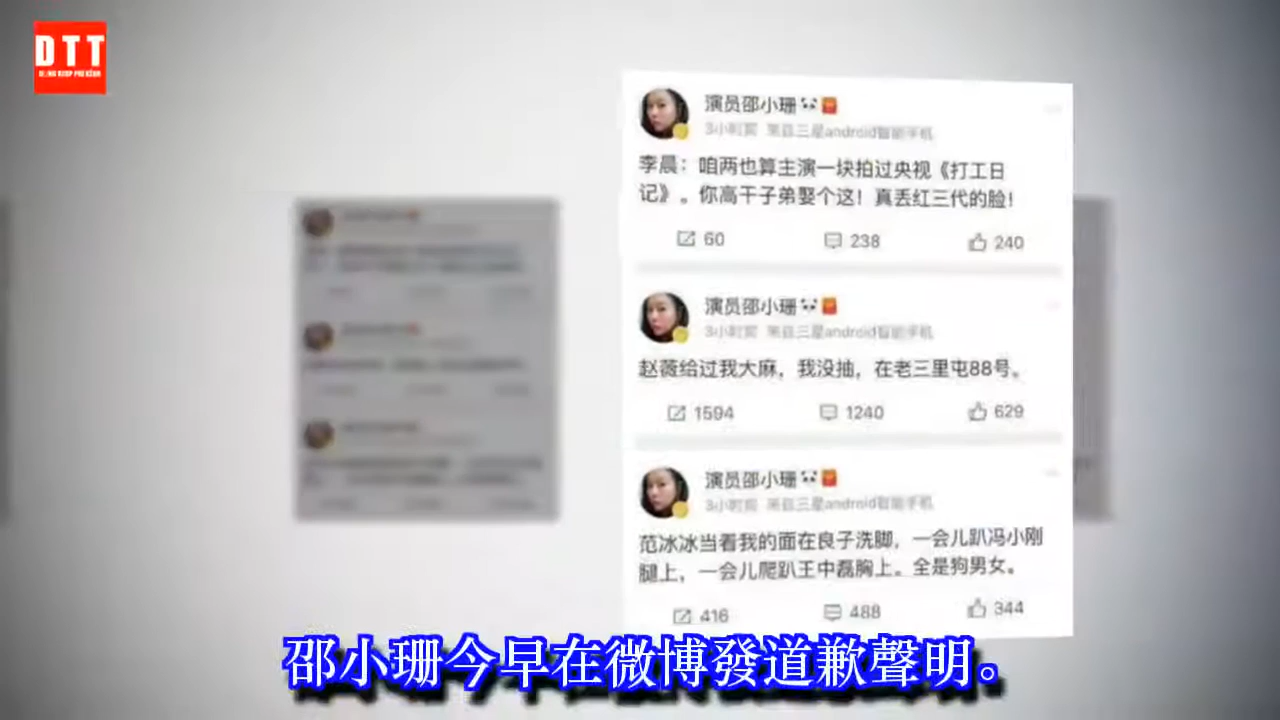 DTT
演员邵小珊
3小时前 来自三星android智能手机
李晨：咱两也算主演一块拍过央视《打工日
记》。你高干子弟娶个这！真丢红三代的脸！
60 238 240
演员邵小珊
3小时前 来自三星android智能手机
赵薇给过我大麻，我没抽，在老三里屯88号。
1594 1240 629
演员邵小珊
3小时前 来自三星android智能手机
范冰冰当着我的面在良子洗脚，一会儿趴冯小刚
腿上，一会儿爬趴王中磊胸上。全是狗男女。
416 488 344
邵小珊今早在微博發道歉聲明。